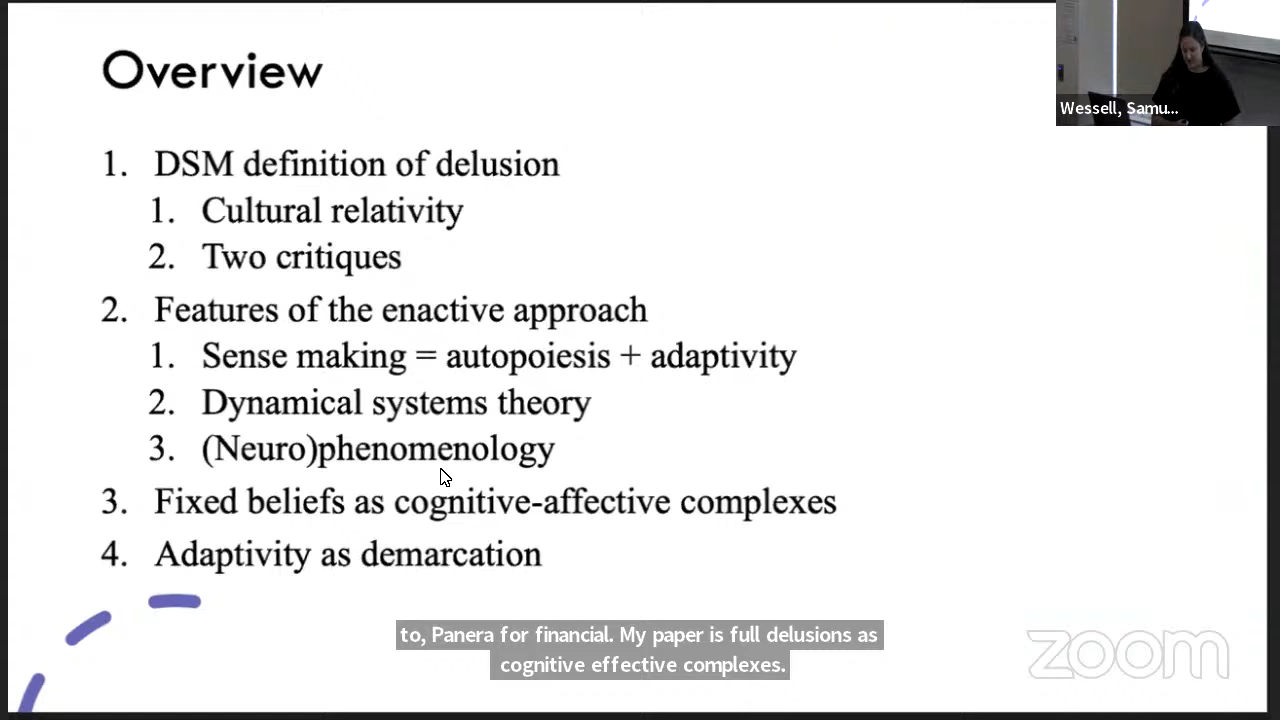 Overview
Wessell, Samu...
1. DSM definition of delusion
1. Cultural relativity
2. Two critiques
2. Features of the enactive approach
1. Sense making = autopoiesis + adaptivity
2. Dynamical systems theory
3. (Neuro)phenomenology
3. Fixed beliefs as cognitive-affective complexes
4. Adaptivity as demarcation
to, Panera for financial. My paper is full delusions as
cognitive effective complexes.
zoom